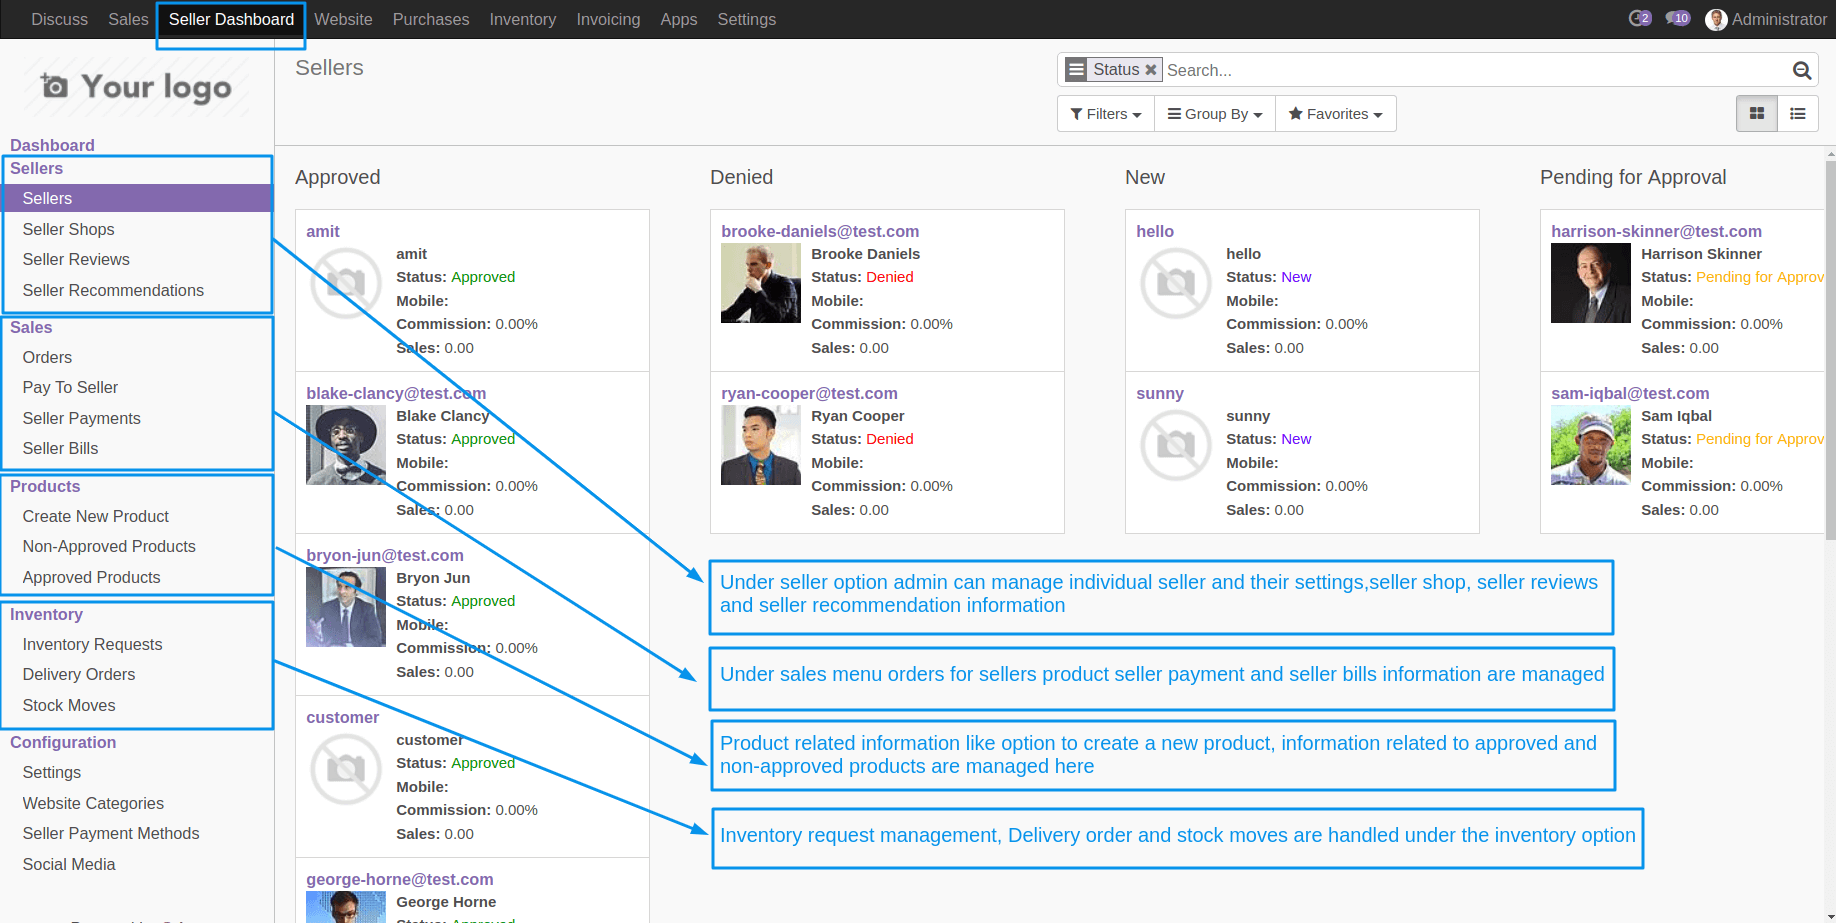 Discuss Sales Seller Dashboard Website Purchases Inventory Invoicing Apps Settings 2 10 Administrator
Your logo
Sellers
Status Search...
Filters Group By Favorites
Dashboard
Sellers
Sellers
Seller Shops
Seller Reviews
Seller Recommendations
Sales
Orders
Pay To Seller
Seller Payments
Seller Bills
Products
Create New Product
Non-Approved Products
Approved Products
Inventory
Inventory Requests
Delivery Orders
Stock Moves
Configuration
Settings
Website Categories
Seller Payment Methods
Social Media
Approved
amit
amit
Status: Approved
Mobile:
Commission: 0.00%
Sales: 0.00
blake-clancy@test.com
Blake Clancy
Status: Approved
Mobile:
Commission: 0.00%
Sales: 0.00
bryon-jun@test.com
Bryon Jun
Status: Approved
Mobile:
Commission: 0.00%
Sales: 0.00
customer
customer
Status: Approved
Mobile:
Commission: 0.00%
Sales: 0.00
george-horne@test.com
George Horne
Status: Approved
Denied
brooke-daniels@test.com
Brooke Daniels
Status: Denied
Mobile:
Commission: 0.00%
Sales: 0.00
ryan-cooper@test.com
Ryan Cooper
Status: Denied
Mobile:
Commission: 0.00%
Sales: 0.00
New
hello
hello
Status: New
Mobile:
Commission: 0.00%
Sales: 0.00
sunny
sunny
Status: New
Mobile:
Commission: 0.00%
Sales: 0.00
Pending for Approval
harrison-skinner@test.com
Harrison Skinner
Status: Pending for Approv
Mobile:
Commission: 0.00%
Sales: 0.00
sam-iqbal@test.com
Sam Iqbal
Status: Pending for Approv
Mobile:
Commission: 0.00%
Sales: 0.00
Under seller option admin can manage individual seller and their settings,seller shop, seller reviews
and seller recommendation information
Under sales menu orders for sellers product seller payment and seller bills information are managed
Product related information like option to create a new product, information related to approved and
non-approved products are managed here
Inventory request management, Delivery order and stock moves are handled under the inventory option